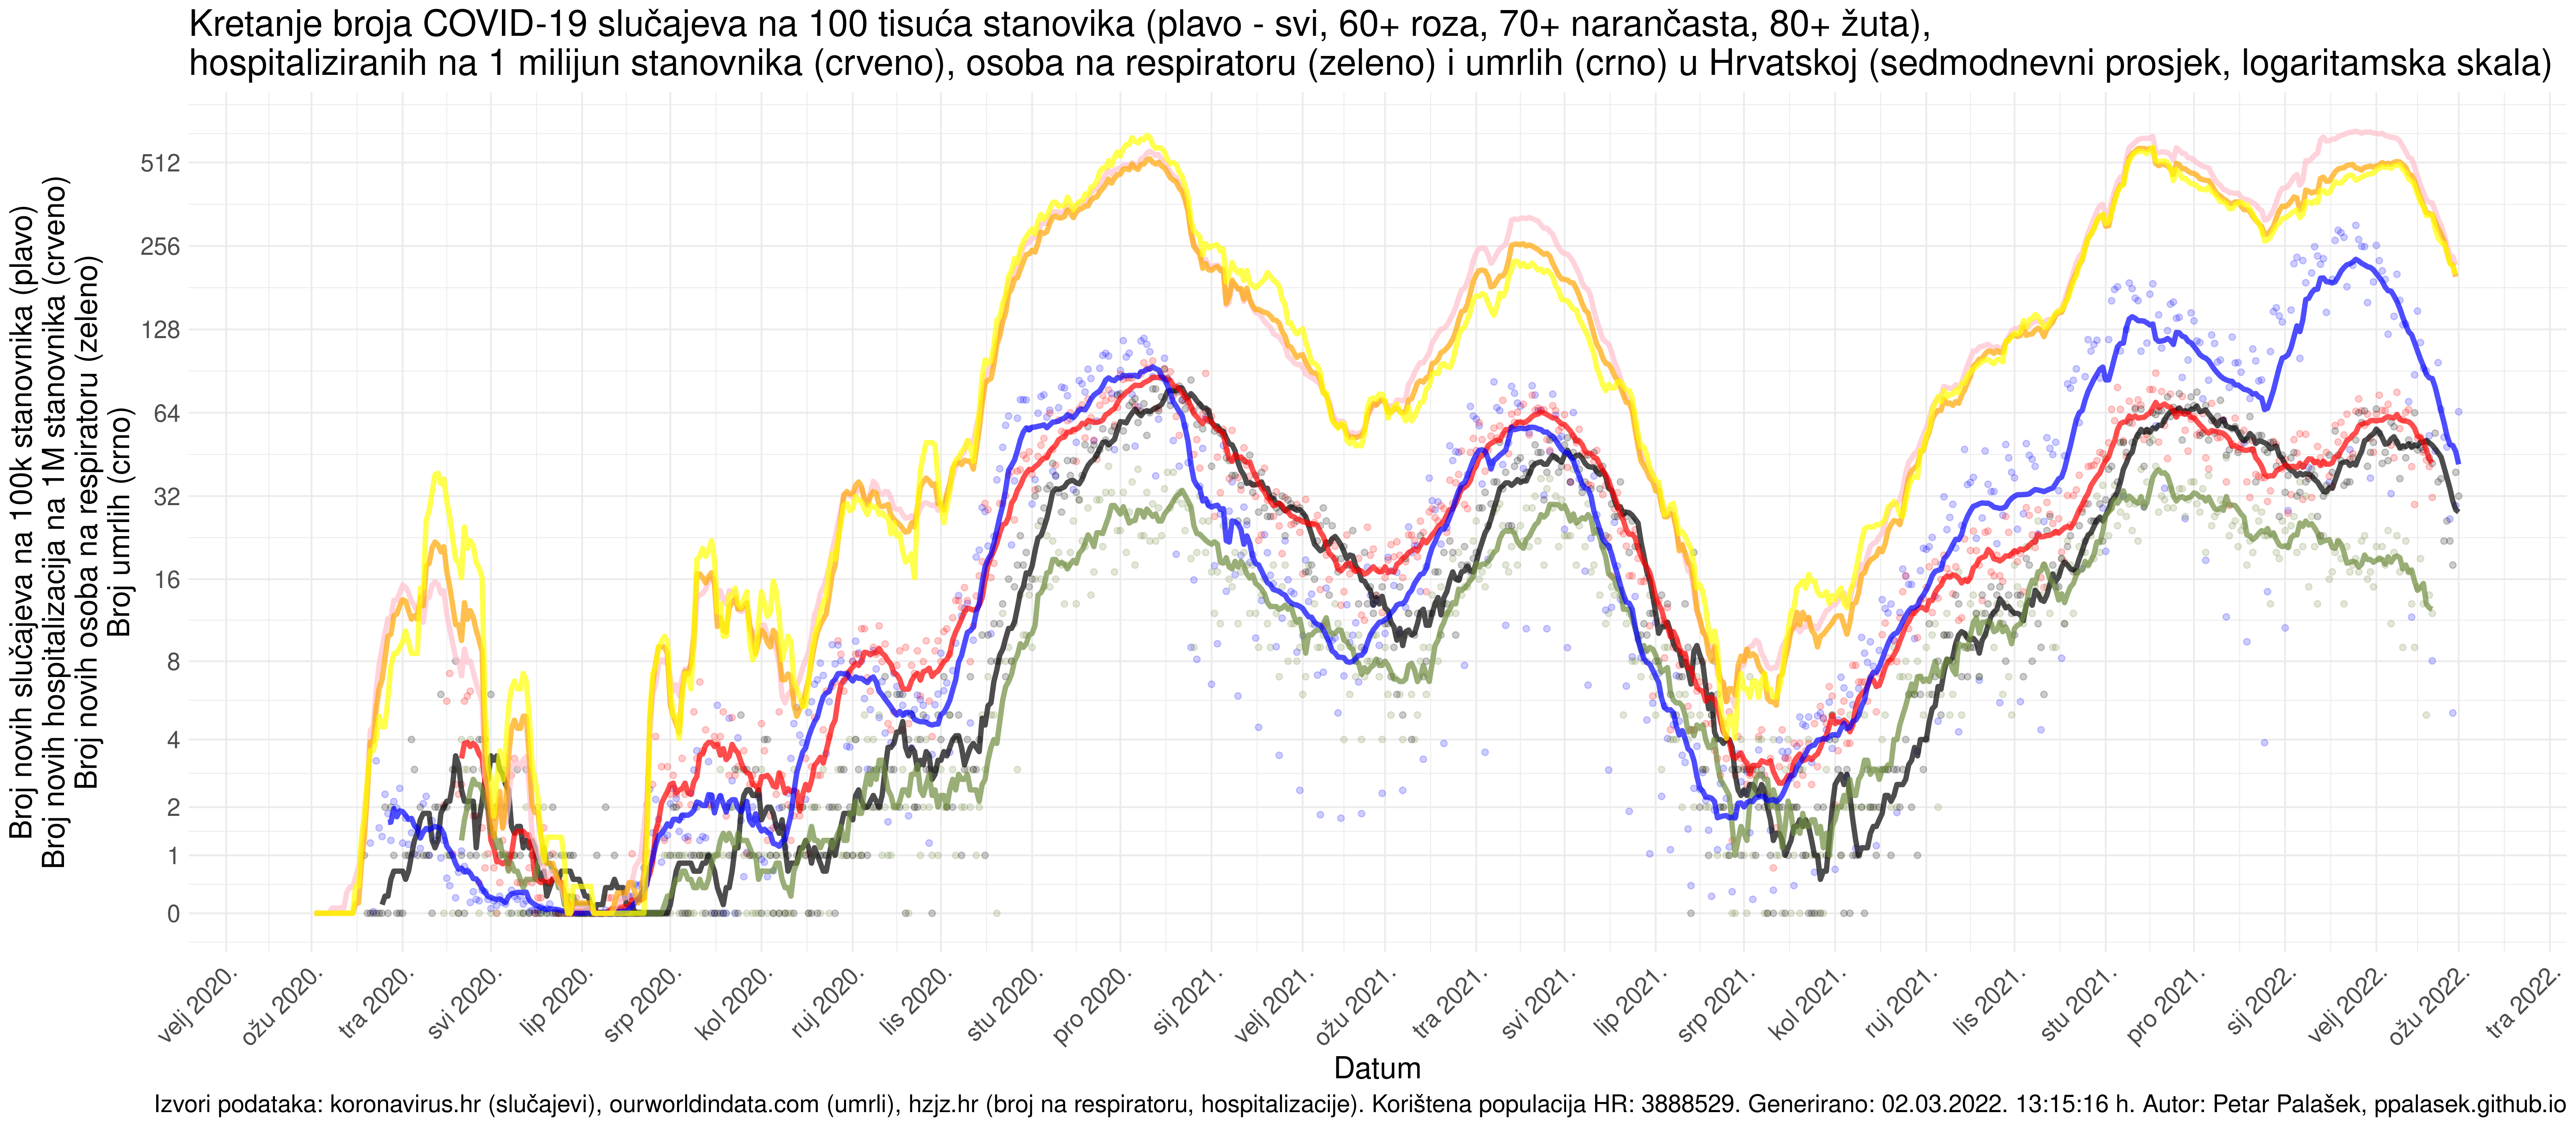 Kretanje broja COVID-19 slučajeva na 100 tisuća stanovika (plavo - svi, 60+ roza, 70+ narančasta, 80+ žuta),
hospitaliziranih na 1 milijun stanovnika (crveno), osoba na respiratoru (zeleno) i umrlih (crno) u Hrvatskoj (sedmodnevni prosjek, logaritamska skala)
Broj novih slučajeva na 100k stanovnika (plavo)
Broj novih hospitalizacija na 1M stanovnika (crveno)
Broj novih osoba na respiratoru (zeleno)
Broj umrlih (crno)
512
256
128
64
32
16
8
4
2
1
0
velj 2020.
ožu 2020.
tra 2020.
svi 2020.
lip 2020.
srp 2020.
kol 2020.
ruj 2020.
lis 2020.
stu 2020.
pro 2020.
sij 2021.
velj 2021.
ožu 2021.
tra 2021.
svi 2021.
lip 2021.
srp 2021.
kol 2021.
ruj 2021.
lis 2021.
stu 2021.
pro 2021.
sij 2022.
velj 2022.
ožu 2022.
tra 2022.
Datum
Izvori podataka: koronavirus.hr (slučajevi), ourworldindata.com (umrli), hzjz.hr (broj na respiratoru, hospitalizacije). Korištena populacija HR: 3888529. Generirano: 02.03.2022. 13:15:16 h. Autor: Petar Palašek, ppalasek.github.io